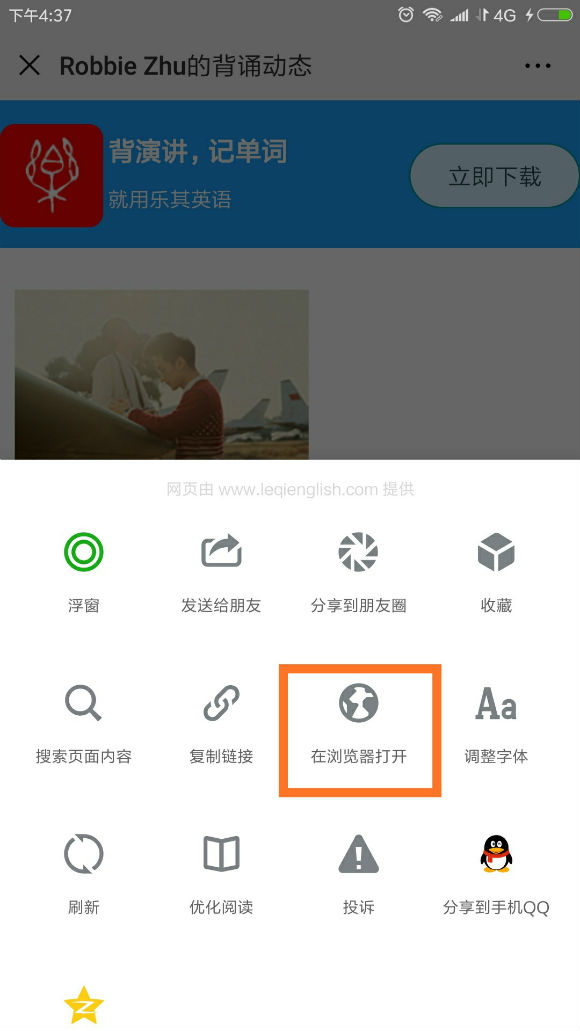 下午4:37
4G
Robbie Zhu的背诵动态
背演讲，记单词
就用乐其英语
立即下载
网页由 www.leqienglish.com 提供
浮窗
发送给朋友
分享到朋友圈
收藏
Aa
搜索页面内容
复制链接
在浏览器打开
调整字体
刷新
优化阅读
投诉
分享到手机QQ